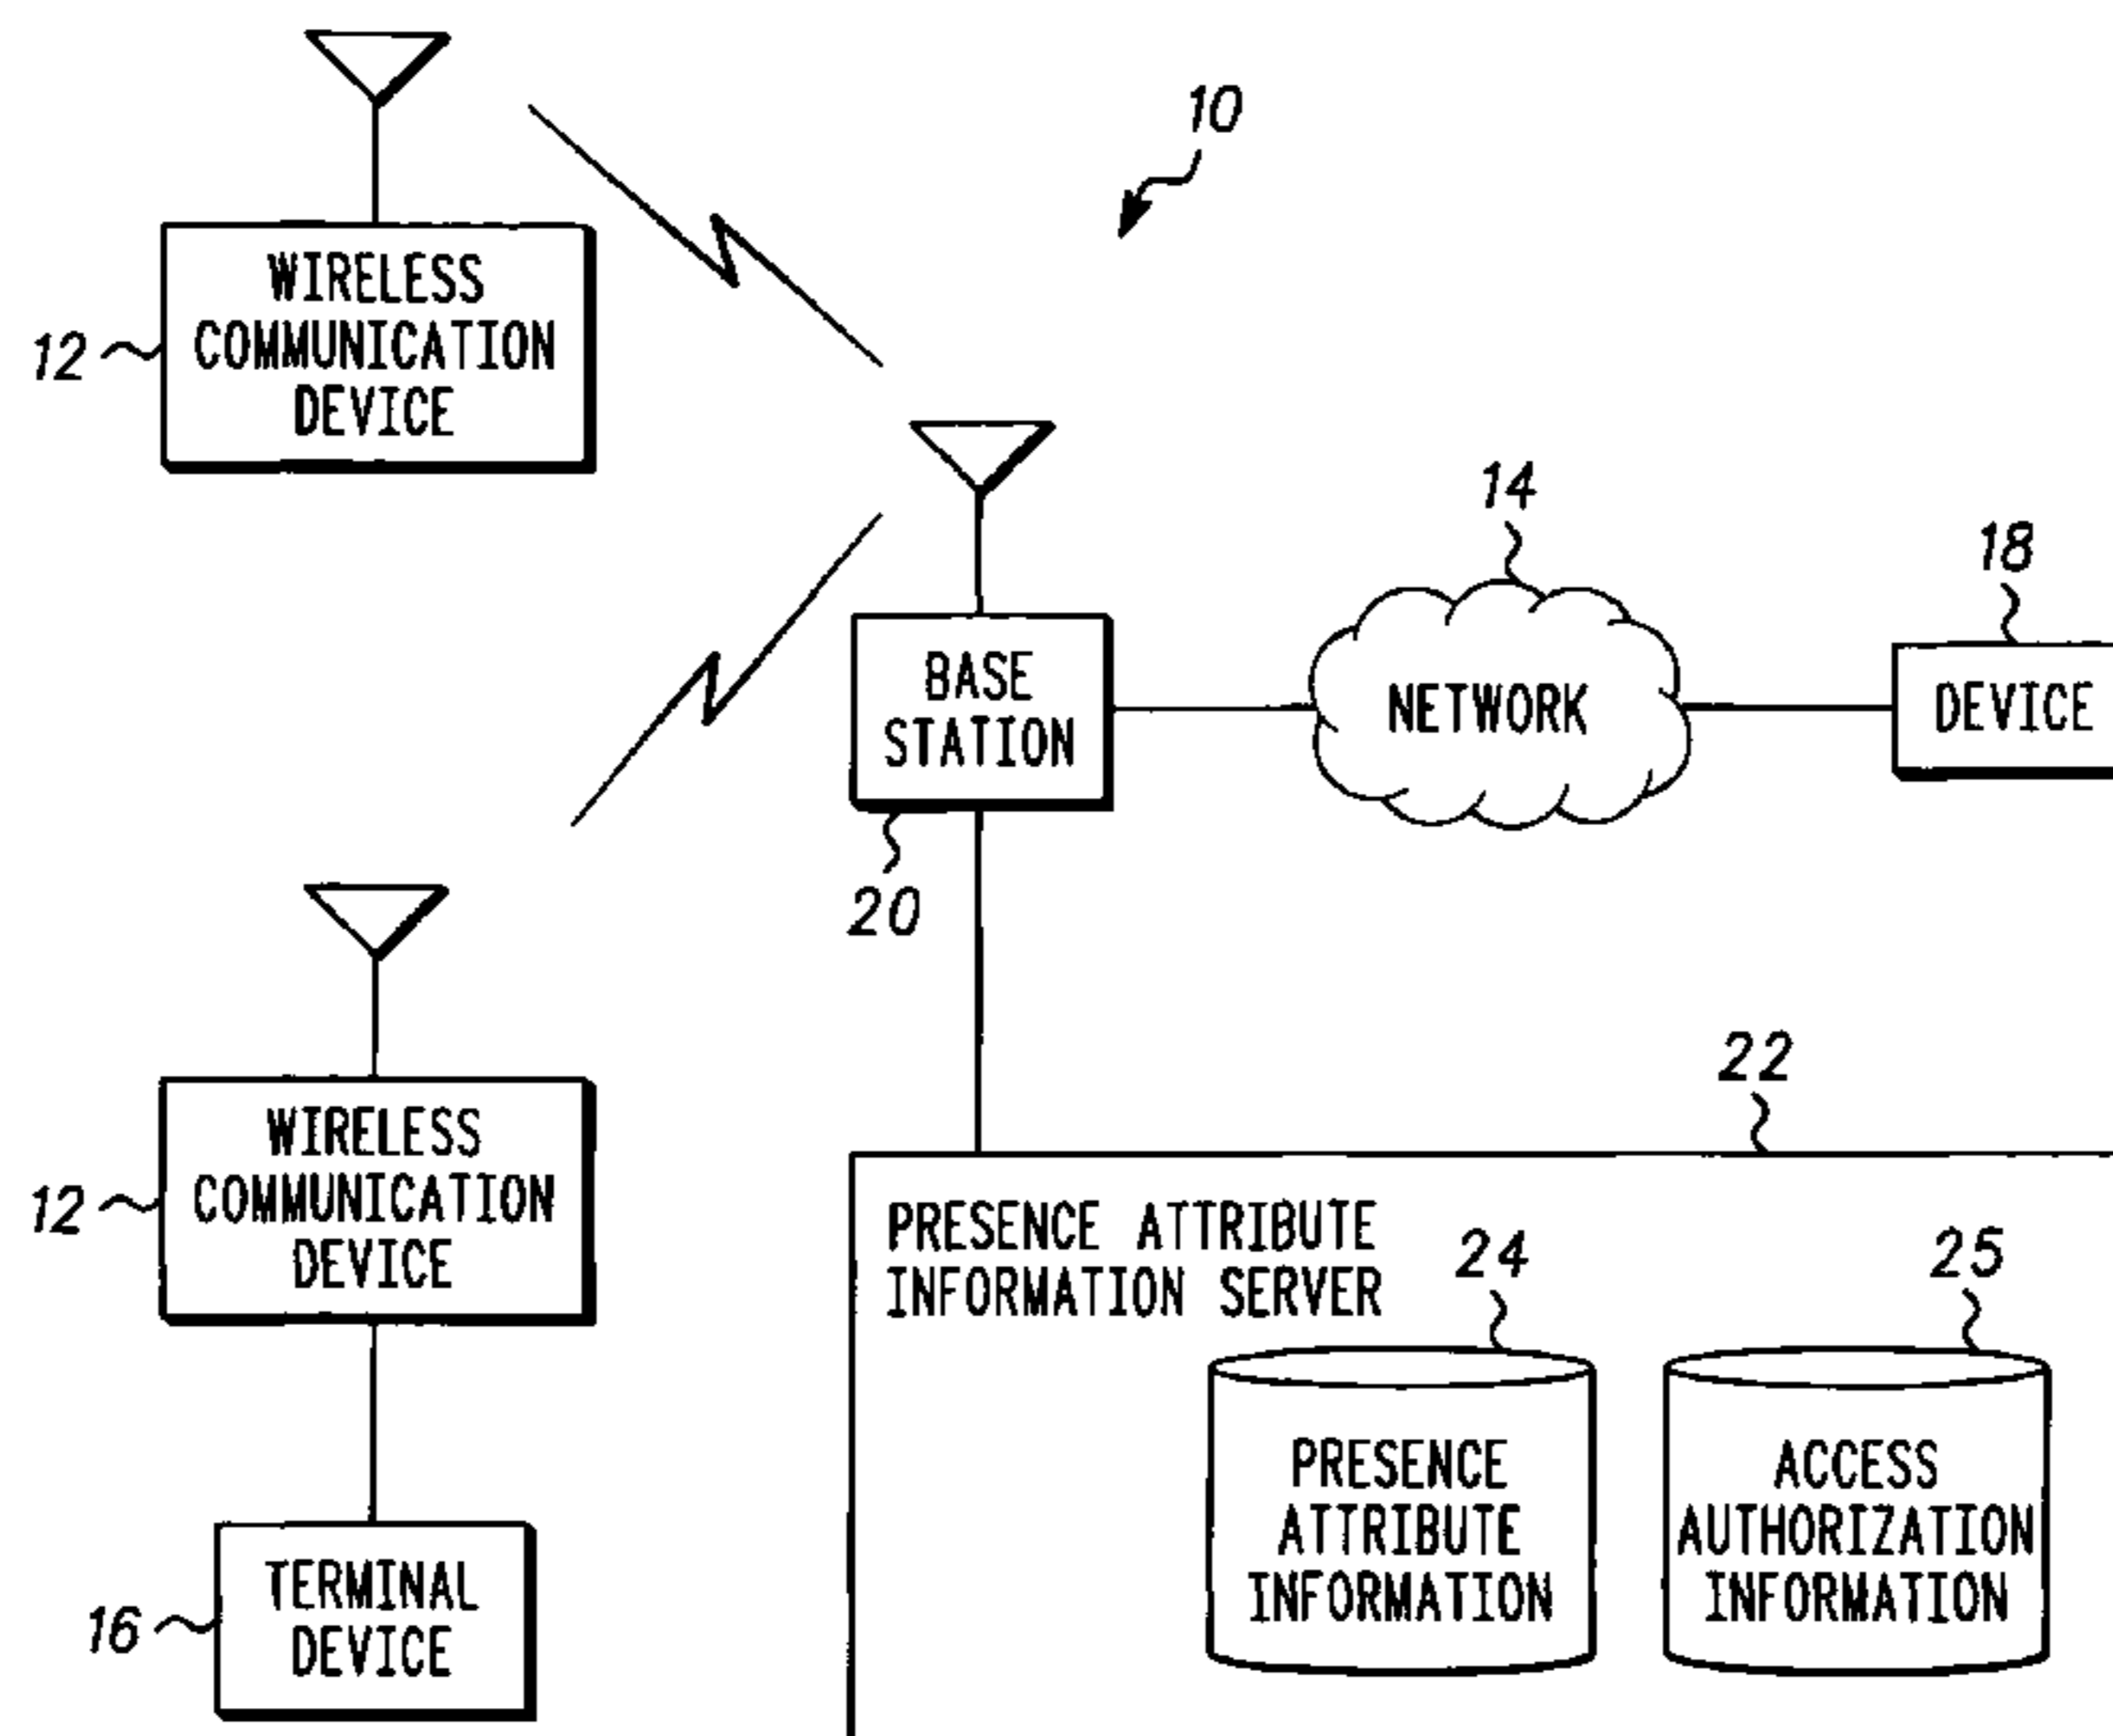 10
WIRELESS
COMMUNICATION
DEVICE
12
14
18
BASE
STATION
NETWORK
DEVICE
20
22
WIRELESS
COMMUNICATION
DEVICE
12
PRESENCE ATTRIBUTE
INFORMATION SERVER
24
25
PRESENCE
ATTRIBUTE
INFORMATION
ACCESS
AUTHORIZATION
INFORMATION
TERMINAL
DEVICE
16